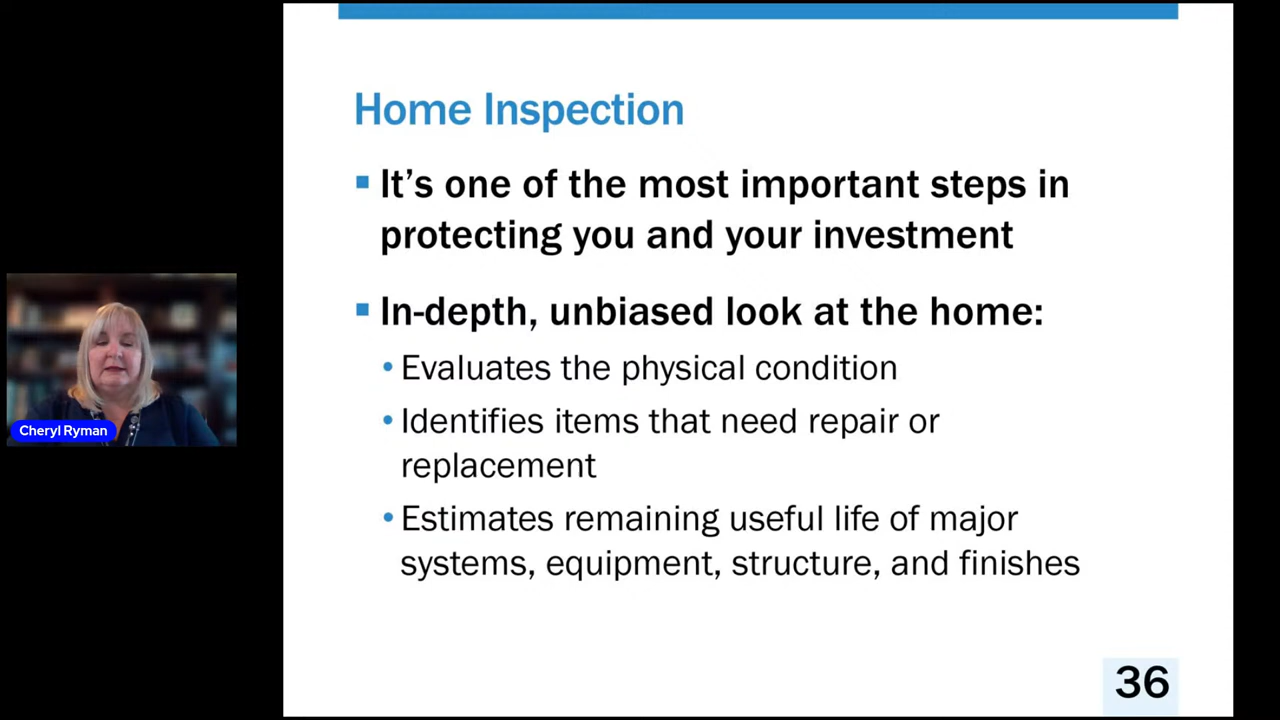 Home Inspection
▪ It’s one of the most important steps in
protecting you and your investment
▪ In-depth, unbiased look at the home:
• Evaluates the physical condition
• Identifies items that need repair or
replacement
• Estimates remaining useful life of major
systems, equipment, structure, and finishes
Cheryl Ryman
36